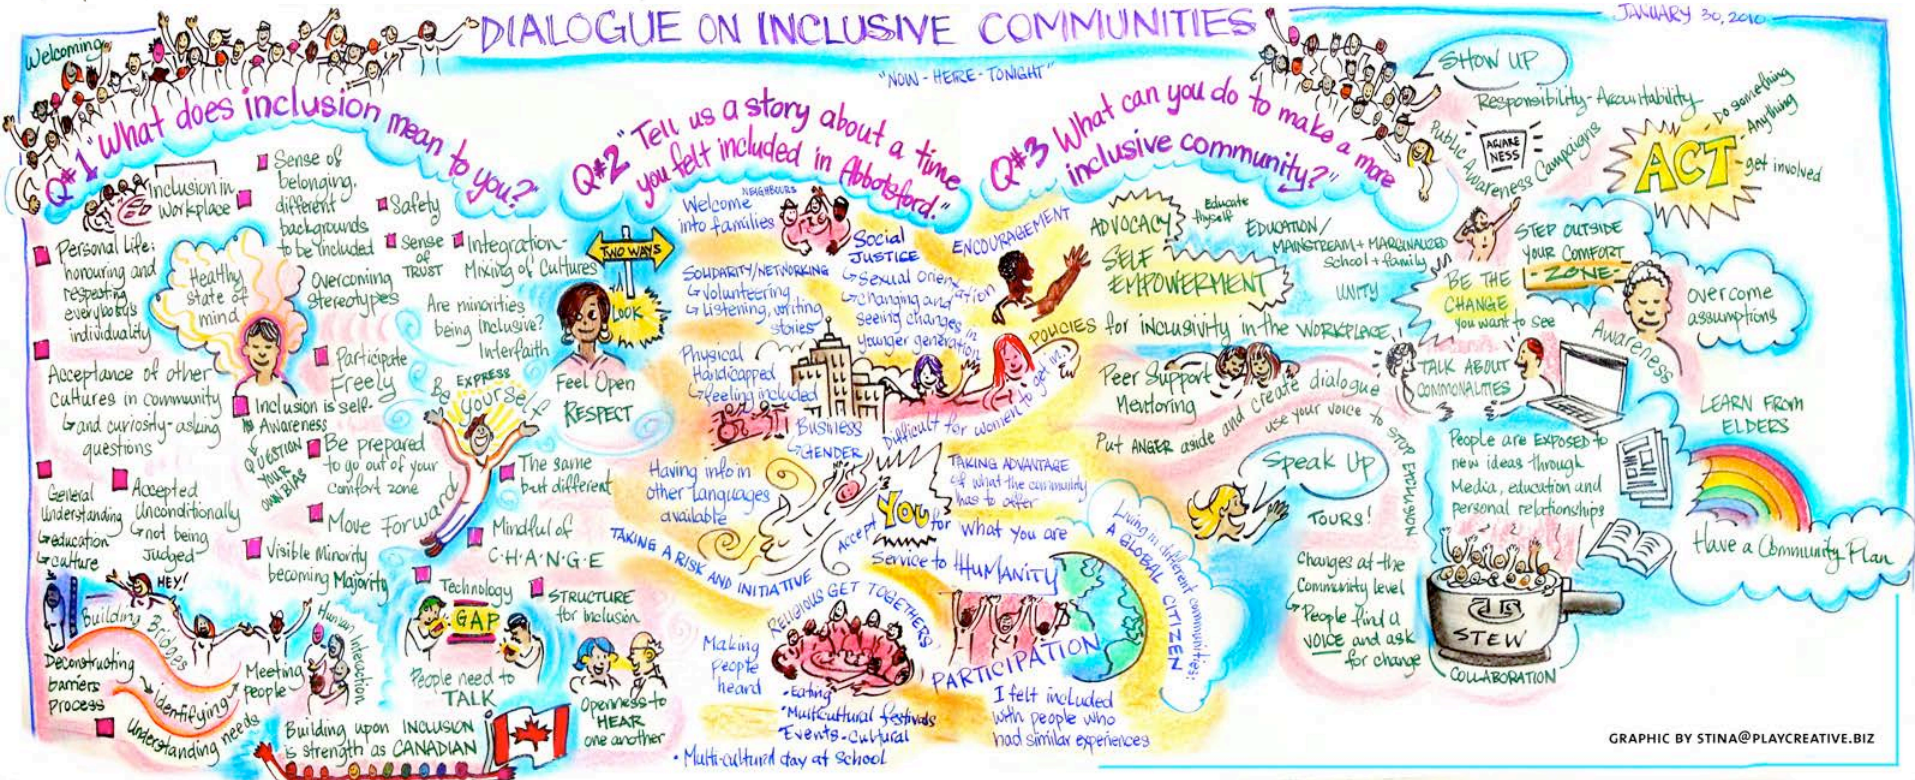 Welcoming
DIALOGUE ON INCLUSIVE COMMUNITIES
JANUARY 30, 2010
"NOW - HERE - TONIGHT"
Q#1 "What does inclusion mean to you?"
Inclusion in
Workplace
Sense of
belonging,
different
backgrounds
to be included
Safety
Personal Life:
honouring and
respecting
everybody's
individuality
Healthy
state of
mind
Sense
of
TRUST
Integration-
Mixing of Cultures
Overcoming
stereotypes
Are minorities
being Inclusive?
Interfaith
Acceptance of other
cultures in community
and curiosity-asking
questions
Participate
Freely
Inclusion is self-
Awareness
QUESTION
YOUR
OWN BIAS
Be EXPRESS
yourself
Be prepared
to go out of your
comfort zone
TWO WAYS
LOOK
Feel Open
RESPECT
General
Understanding
education
culture
Accepted
Unconditionally
not being
Judged
Move Forward
The same
but different
Mindful of
C·H·A·N·G·E
Visible Minority
becoming Majority
HEY!
Building Bridges
Deconstructing
barriers
Process
Identifying
Understanding needs
Meeting
people
Human Interaction
Technology
GAP
People need to
TALK
STRUCTURE
for inclusion
Openness to
HEAR
one another
Building upon INCLUSION
is strength as CANADIAN
Q#2 "Tell us a story about a time
you felt included in Abbotsford."
NEIGHBOURS
Welcome
into families
Social
JUSTICE
Sexual Orientation
changing and
seeing changes in
younger generation
SOLIDARITY/NETWORKING
Volunteering
Listening, writing
stories
Physical
Handicapped
feeling included
Business
GENDER
Difficult for women to get in.
Having info in
other languages
available
TAKING A RISK AND INITIATIVE
Accept YOU for
what you are
TAKING ADVANTAGE
of what the community
has to offer
Service to HUMANITY
Living in different communities:
A GLOBAL CITIZEN
RELIGIOUS GET TOGETHERS
Making
People
heard
• Eating
• Multicultural festivals
Events-Cultural
• Multi-cultural day at School
PARTICIPATION
I felt included
with people who
had similar experiences
Q#3 What can you do to make a more
inclusive community?"
ENCOURAGEMENT
ADVOCACY
Educate
thyself
SELF
EMPOWERMENT
EDUCATION/
MAINSTREAM + MARGINALIZED
School + family
UNITY
POLICIES for inclusivity in the WORKPLACE
Peer Support
Mentoring
Put ANGER aside and create dialogue
use your voice to STOP EXCLUSION
Speak Up
TOURS!
Changes at the
Community level
People find a
VOICE and ask
for change
SHOW UP
Responsibility - Accountability
Public Awareness Campaigns
AWARE
NESS
ACT
- Do something
- Anything
- get involved
STEP OUTSIDE
YOUR COMFORT
- ZONE -
BE THE
CHANGE
you want to see
Awareness
overcome
assumptions
TALK ABOUT
COMMONALITIES
People are EXPOSED to
new ideas through
Media, education and
personal relationships
LEARN FROM
ELDERS
Have a Community Plan
STEW
COLLABORATION
GRAPHIC BY STINA@PLAYCREATIVE.BIZ